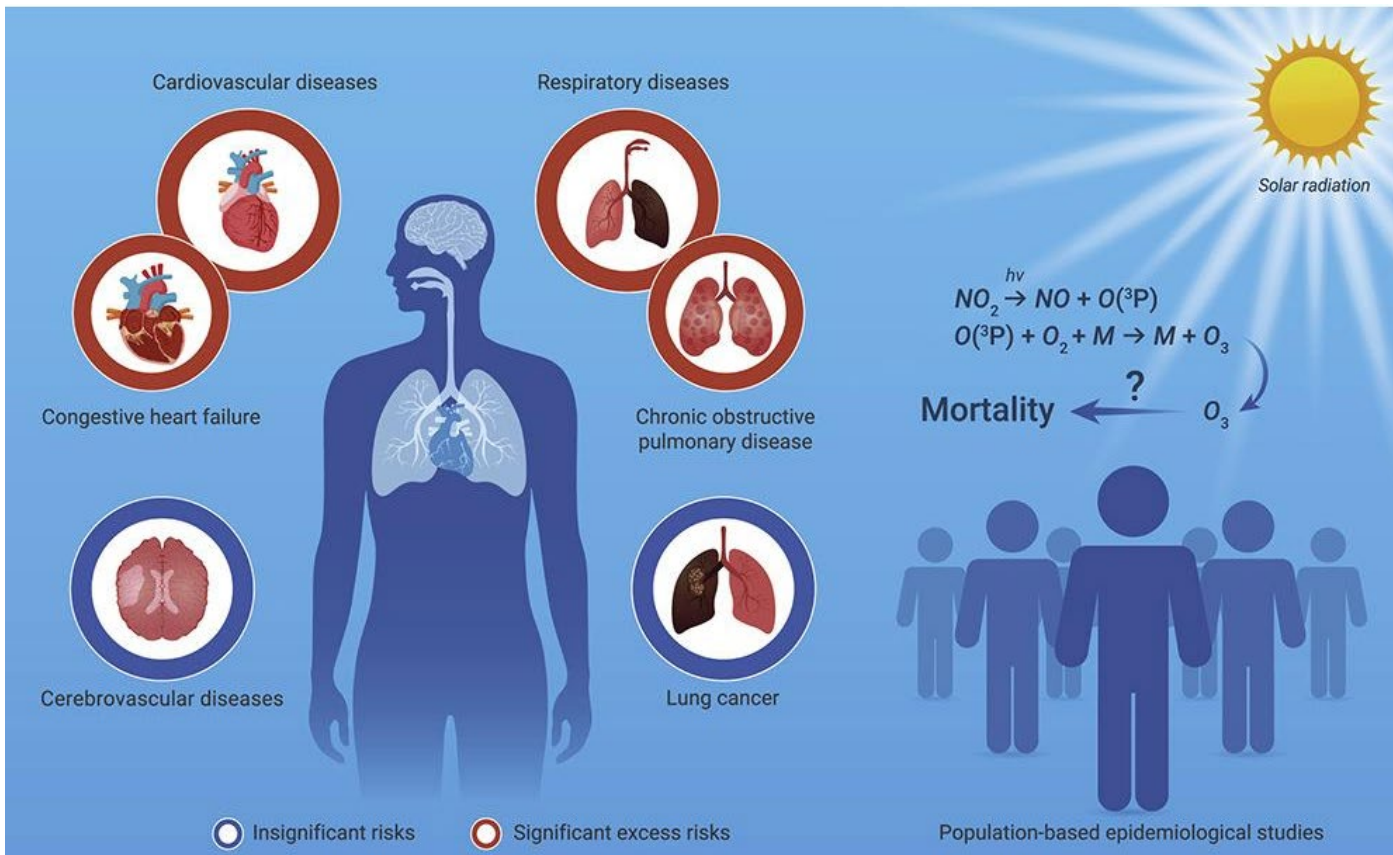 Cardiovascular diseases
Respiratory diseases
Solar radiation
Congestive heart failure
Chronic obstructive
pulmonary disease
hv
NO₂ → NO + O(³P)
O(³P) + O₂ + M → M + O₃
?
Mortality
O₃
Cerebrovascular diseases
Lung cancer
Insignificant risks
Significant excess risks
Population-based epidemiological studies